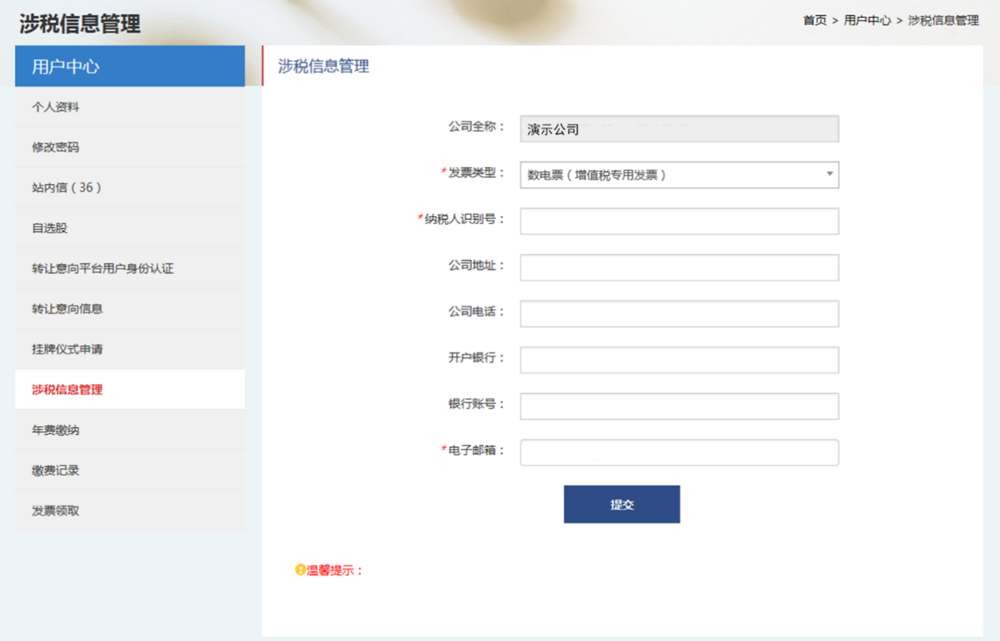 涉税信息管理
首页 > 用户中心 > 涉税信息管理
用户中心
个人资料
修改密码
站内信（36）
自选股
转让意向平台用户身份认证
转让意向信息
挂牌仪式申请
涉税信息管理
年费缴纳
缴费记录
发票领取
涉税信息管理
公司全称： 演示公司
*发票类型： 数电票（增值税专用发票）
*纳税人识别号：
公司地址：
公司电话：
开户银行：
银行账号：
*电子邮箱：
提交
温馨提示：